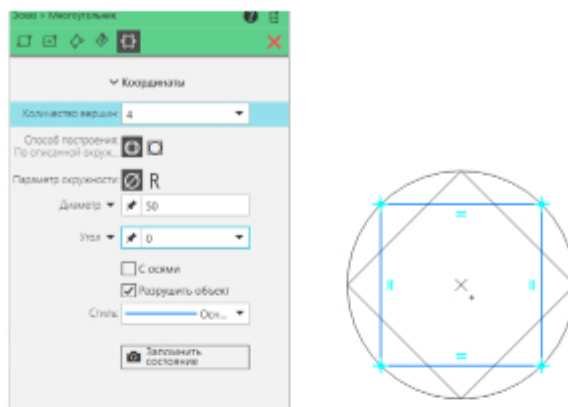 Эскиз > Многоугольник
Координаты
Количество вершин: 4
Способ построения:
По описанной окруж...
Параметр окружности: R
Диаметр 50
Угол 0
С осями
Разрушить объект
Стиль: Осн...
Запомнить
состояние